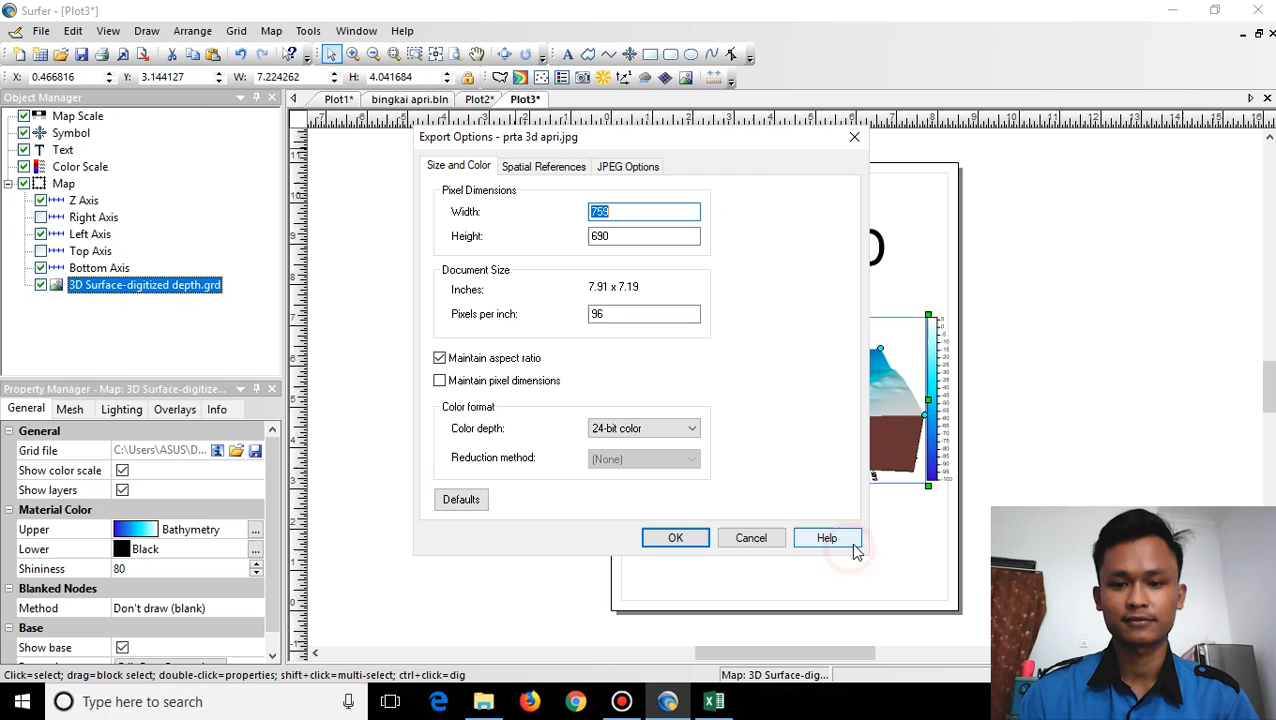 Surfer - [Plot3*]
File Edit View Draw Arrange Grid Map Tools Window Help
X: 0.466816 Y: 3.144127 W: 7.224262 H: 4.041684
Object Manager
Plot1* bingkai apri.bln Plot2* Plot3*
Map Scale
Symbol
Text
Color Scale
Map
Z Axis
Right Axis
Left Axis
Top Axis
Bottom Axis
3D Surface-digitized depth.grd
Export Options - prta 3d apri.jpg
Size and Color Spatial References JPEG Options
Pixel Dimensions
Width: 759
Height: 690
Document Size
Inches: 7.91 x 7.19
Pixels per inch: 96
Maintain aspect ratio
Maintain pixel dimensions
Color format
Color depth: 24-bit color
Reduction method: (None)
Defaults
OK Cancel Help
Property Manager - Map: 3D Surface-digitize...
General Mesh Lighting Overlays Info
General
Grid file C:\Users\ASUS\D...
Show color scale
Show layers
Material Color
Upper Bathymetry ...
Lower Black ...
Shininess 80
Blanked Nodes
Method Don't draw (blank)
Base
Show base
Click=select; drag=block select; double-click=properties; shift+click=multi-select; ctrl+click=dig Map: 3D Surface-dig...
Type here to search